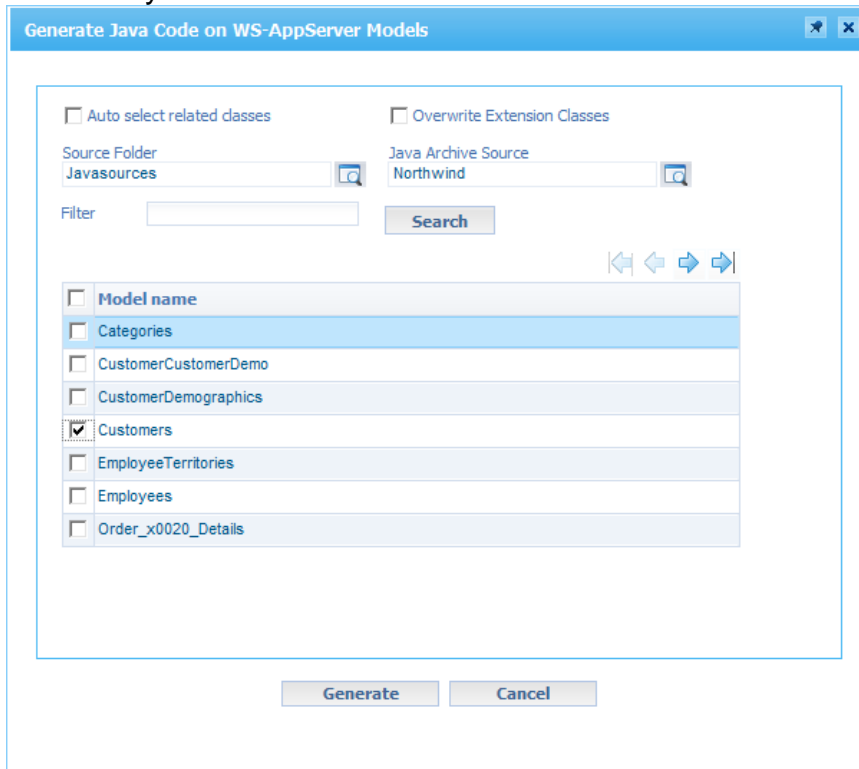 Generate Java Code on WS-AppServer Models
Auto select related classes
Overwrite Extension Classes
Source Folder
Java Archive Source
Javasources
Northwind
Filter
Search
Model name
Categories
CustomerCustomerDemo
CustomerDemographics
Customers
EmployeeTerritories
Employees
Order_x0020_Details
Generate
Cancel